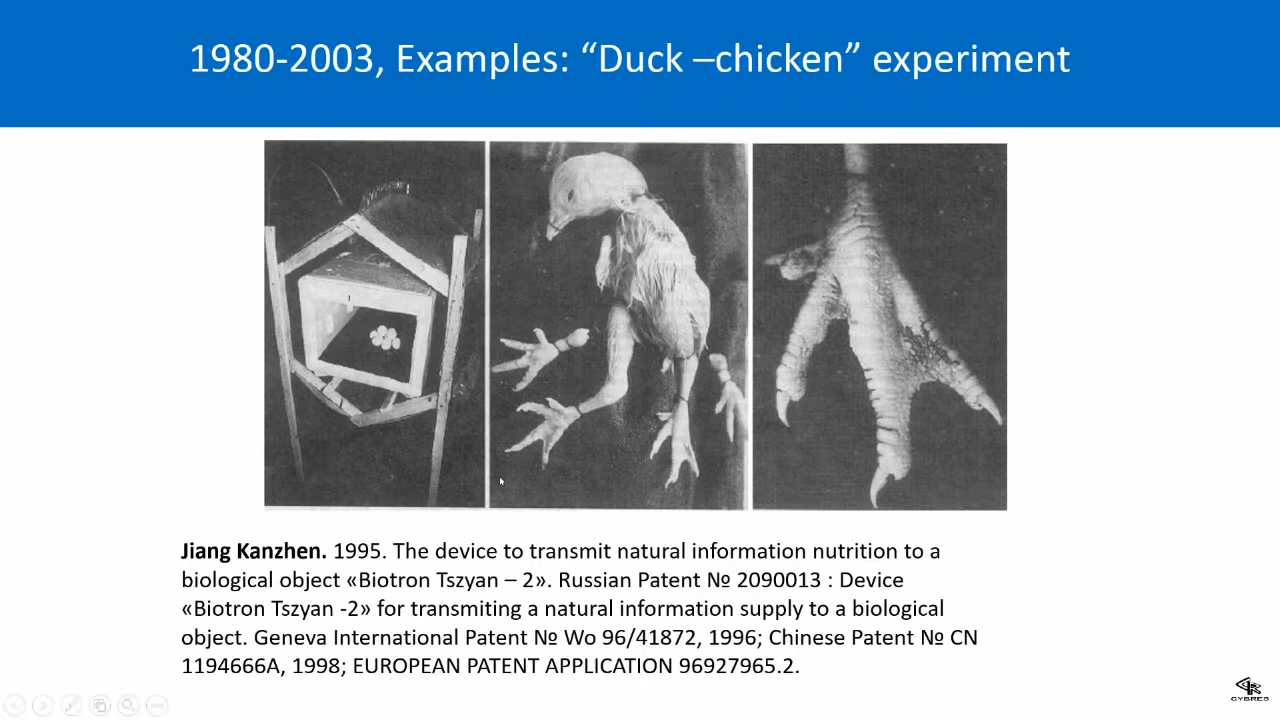 1980-2003, Examples: “Duck –chicken” experiment
Jiang Kanzhen. 1995. The device to transmit natural information nutrition to a
biological object «Biotron Tszyan – 2». Russian Patent № 2090013 : Device
«Biotron Tszyan -2» for transmiting a natural information supply to a biological
object. Geneva International Patent № Wo 96/41872, 1996; Chinese Patent № CN
1194666A, 1998; EUROPEAN PATENT APPLICATION 96927965.2.
CYBRES